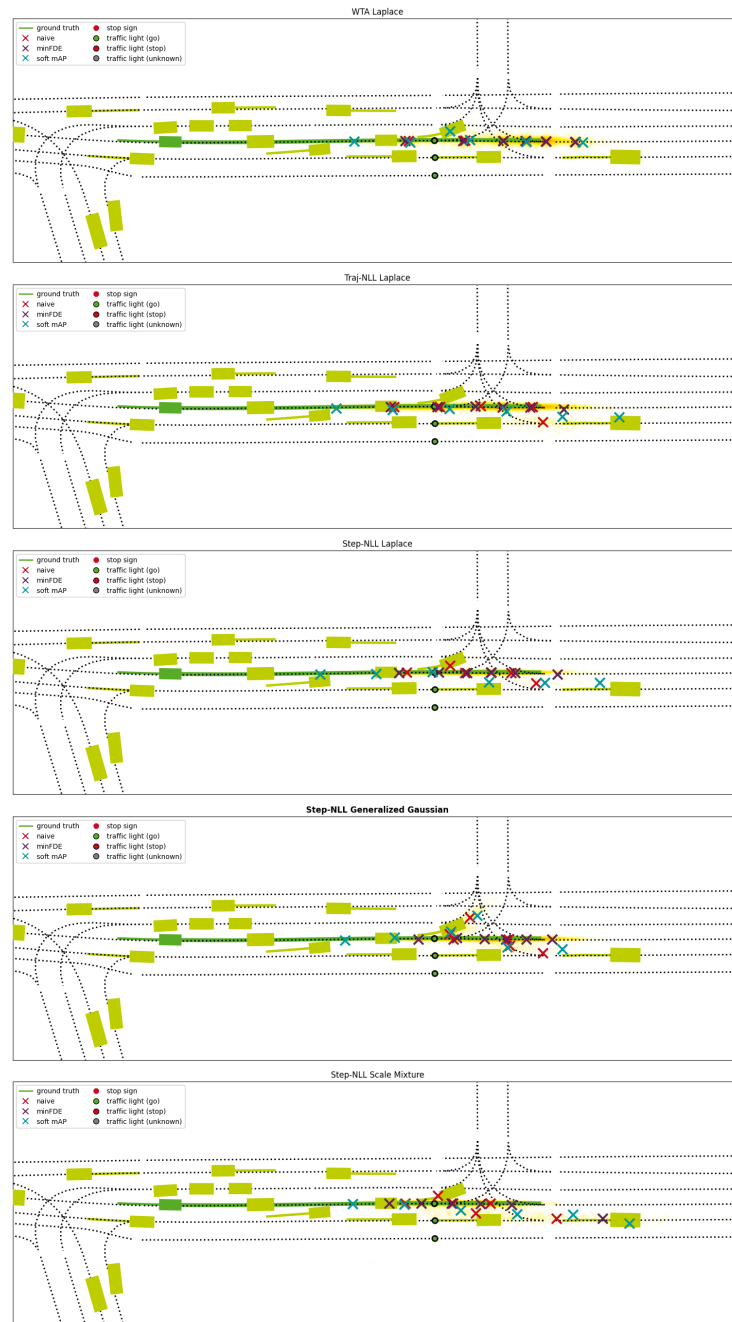 WTA Laplace
ground truth
naive
minFDE
soft mAP
stop sign
traffic light (go)
traffic light (stop)
traffic light (unknown)
Traj-NLL Laplace
ground truth
naive
minFDE
soft mAP
stop sign
traffic light (go)
traffic light (stop)
traffic light (unknown)
Step-NLL Laplace
ground truth
naive
minFDE
soft mAP
stop sign
traffic light (go)
traffic light (stop)
traffic light (unknown)
Step-NLL Generalized Gaussian
ground truth
naive
minFDE
soft mAP
stop sign
traffic light (go)
traffic light (stop)
traffic light (unknown)
Step-NLL Scale Mixture
ground truth
naive
minFDE
soft mAP
stop sign
traffic light (go)
traffic light (stop)
traffic light (unknown)